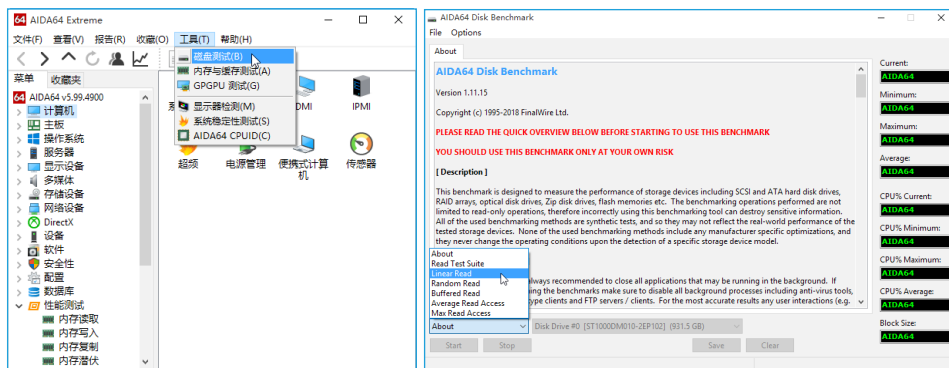 64 AIDA64 Extreme
文件(F) 查看(V) 报告(R) 收藏(O) 工具(T) 帮助(H)
磁盘测试(B)
内存与缓存测试(A)
GPGPU 测试(G)
显示器检测(M)
系统稳定性测试(S)
AIDA64 CPUID(C)
菜单 收藏夹
64 AIDA64 v5.99.4900
计算机
主板
操作系统
服务器
显示设备
多媒体
存储设备
网络设备
DirectX
设备
软件
安全性
配置
数据库
性能测试
内存读取
内存写入
内存复制
内存潜伏
DMI
IPMI
超频
电源管理
便携式计算机
传感器
AIDA64 Disk Benchmark
File Options
About
AIDA64 Disk Benchmark
Version 1.11.15
Copyright (c) 1995-2018 FinalWire Ltd.
PLEASE READ THE QUICK OVERVIEW BELOW BEFORE STARTING TO USE THIS BENCHMARK
YOU SHOULD USE THIS BENCHMARK ONLY AT YOUR OWN RISK
[ Description ]
This benchmark is designed to measure the performance of storage devices including SCSI and ATA hard disk drives,
RAID arrays, optical disk drives, Zip disk drives, flash memories etc. The benchmarking operations performed are not
limited to read-only operations, therefore incorrectly using this benchmarking tool can destroy sensitive information.
All of the used benchmarking methods are synthetic tests, and so they may not reflect the real-world performance of the
tested storage devices. None of the used benchmarking methods include any manufacturer specific optimizations, and
they never change the operating conditions upon the detection of a specific storage device model.
always recommended to close all applications that may be running in the background. If
ing the benchmarks make sure to disable all background processes including anti-virus tools,
type clients and FTP servers / clients. For the most accurate results any user interactions (e.g.
About
Read Test Suite
Linear Read
Random Read
Buffered Read
Average Read Access
Max Read Access
About
Disk Drive #0 [ST1000DM010-2EP102] (931.5 GB)
Start Stop Save Clear
Current:
AIDA64
Minimum:
AIDA64
Maximum:
AIDA64
Average:
AIDA64
CPU% Current:
AIDA64
CPU% Minimum:
AIDA64
CPU% Maximum:
AIDA64
CPU% Average:
AIDA64
Block Size:
AIDA64